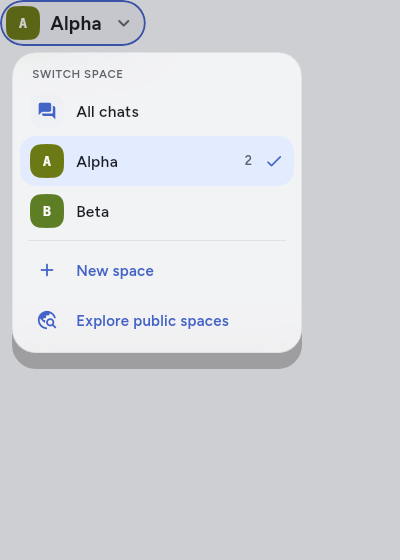 A Alpha
SWITCH SPACE
All chats
A Alpha 2
B Beta
New space
Explore public spaces